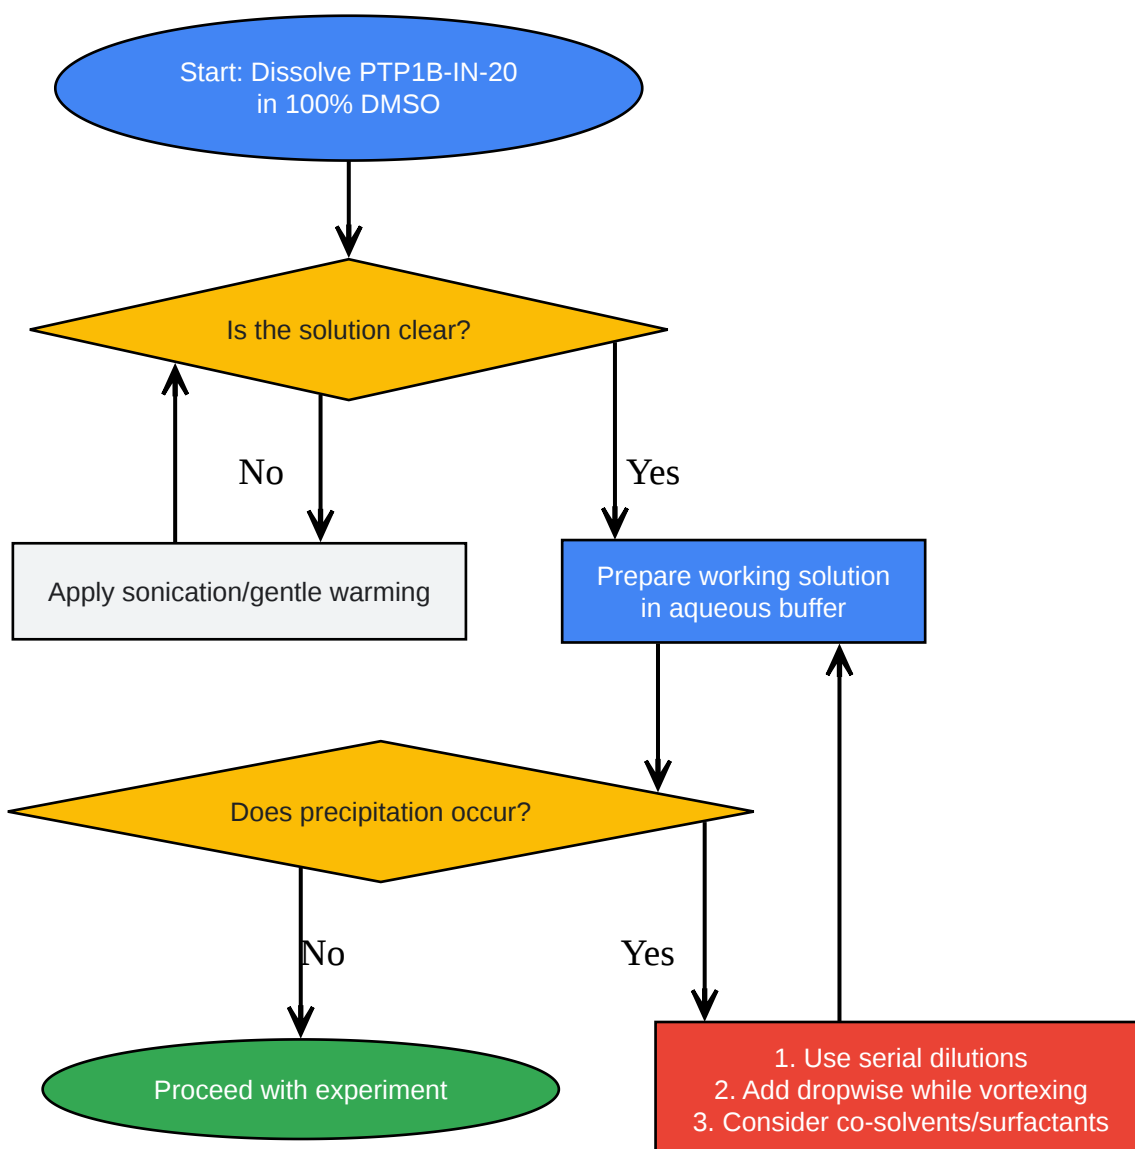 Start: Dissolve PTP1B-IN-20
in 100% DMSO
Is the solution clear?
No
Yes
Apply sonication/gentle warming
Prepare working solution
in aqueous buffer
Does precipitation occur?
No
Yes
Proceed with experiment
1. Use serial dilutions
2. Add dropwise while vortexing
3. Consider co-solvents/surfactants